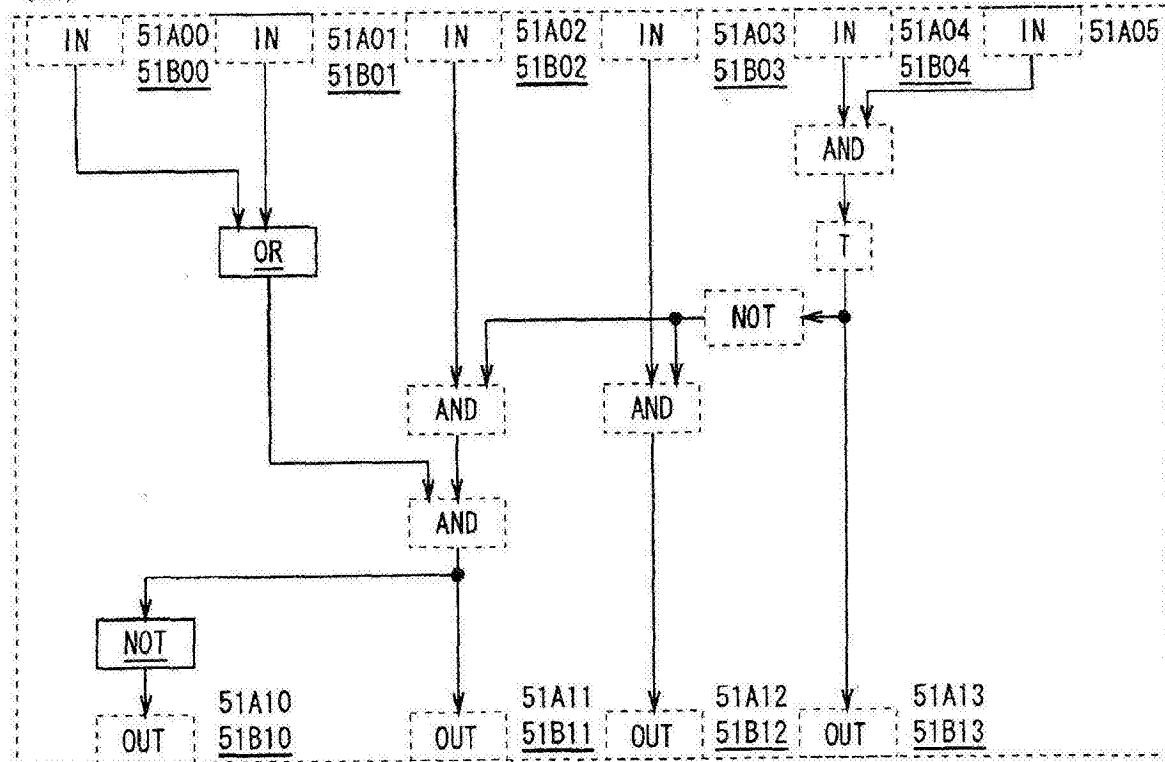 IN 51A00 IN 51A01 IN 51A02 IN 51A03 IN 51A04 IN 51A05
51B00 51B01 51B02 51B03 51B04
AND
OR
T
NOT
AND AND
AND
NOT
51A10 51A11 51A12 51A13
OUT 51B10 OUT 51B11 OUT 51B12 OUT 51B13